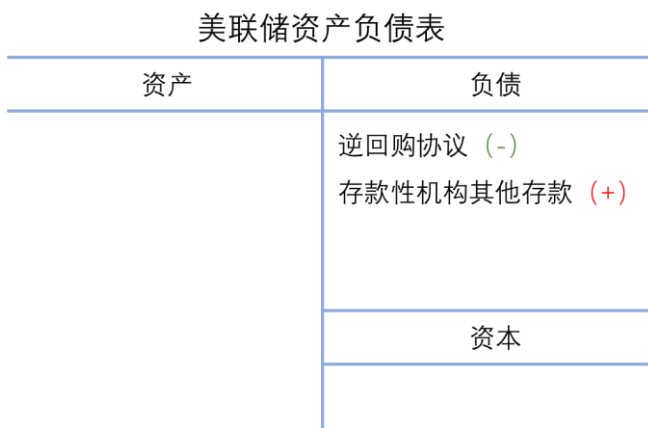 美联储资产负债表
资产
负债
逆回购协议（-）
存款性机构其他存款（+）
资本